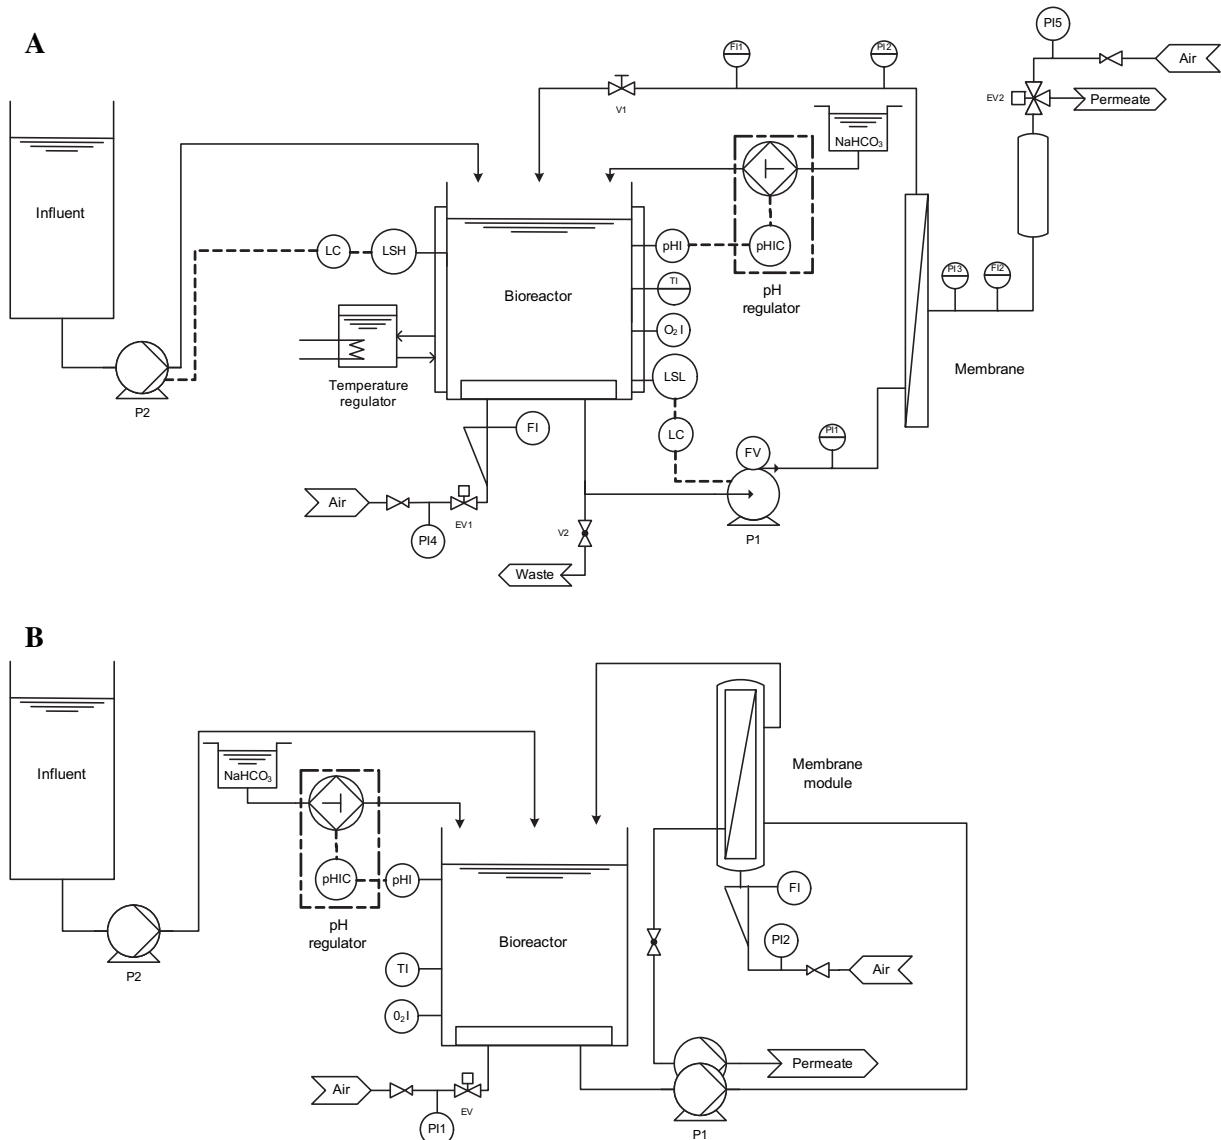 A
PI5
Air
FI1
PI2
V1
EV2
Permeate
NaHCO3
Influent
LC
LSH
pHI
pHIC
Bioreactor
TI
pH
regulator
O2 I
PI3
FI2
LSL
Membrane
Temperature
regulator
P2
FI
LC
PI1
FV
Air
EV1
PI4
V2
P1
Waste
B
Influent
NaHCO3
Membrane
module
pHIC
pHI
FI
pH
regulator
Bioreactor
PI2
P2
TI
Air
02 I
Permeate
Air
EV
PI1
P1